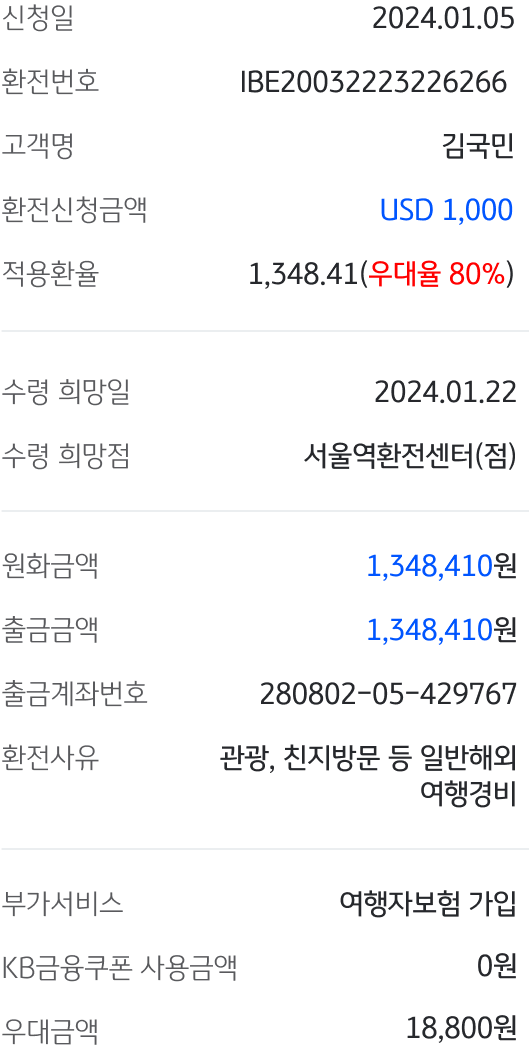 신청일 2024.01.05
환전번호 IBE20032223226266
고객명 김국민
환전신청금액 USD 1,000
적용환율 1,348.41(우대율 80%)
수령 희망일 2024.01.22
수령 희망점 서울역환전센터(점)
원화금액 1,348,410원
출금금액 1,348,410원
출금계좌번호 280802-05-429767
환전사유 관광, 친지방문 등 일반해외
여행경비
부가서비스 여행자보험 가입
KB금융쿠폰 사용금액 0원
우대금액 18,800원